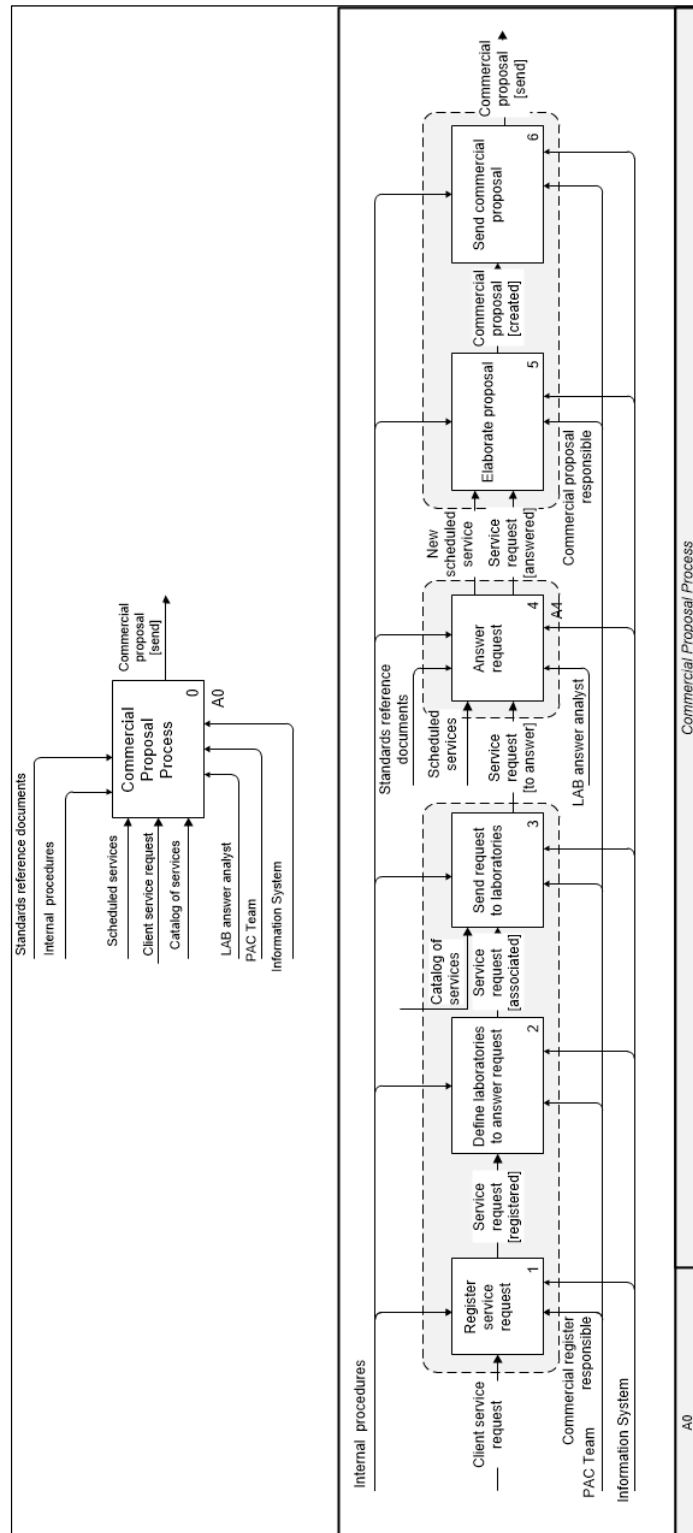 Standards reference documents
Internal procedures
Scheduled services
Client service request
Catalog of services
LAB answer analyst
PAC Team
Information System
Commercial
Proposal
Process
0
A0
Commercial
proposal
[send]
Internal procedures
Client service
request
Commercial register
responsible
PAC Team
Information System
Register
service
request
1
Service
request
[registered]
Define laboratories
to answer request
2
Catalog of
services
Service
request
[associated]
Send request
to laboratories
3
Standards reference
documents
Scheduled
services
Service
request
[to answer]
LAB answer analyst
Answer
request
4
A4
New
scheduled
service
Service
request
[answered]
Commercial proposal
responsible
Elaborate proposal
5
Commercial
proposal
[created]
Send commercial
proposal
6
Commercial
proposal
[send]
A0
Commercial Proposal Process